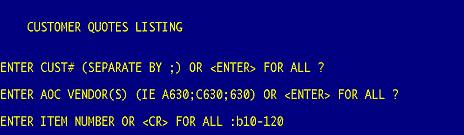 CUSTOMER QUOTES LISTING
ENTER CUST# (SEPARATE BY ;) OR <ENTER> FOR ALL ?
ENTER AOC VENDOR(S) (IE A630;C630;630) OR <ENTER> FOR ALL ?
ENTER ITEM NUMBER OR <CR> FOR ALL :b10-120